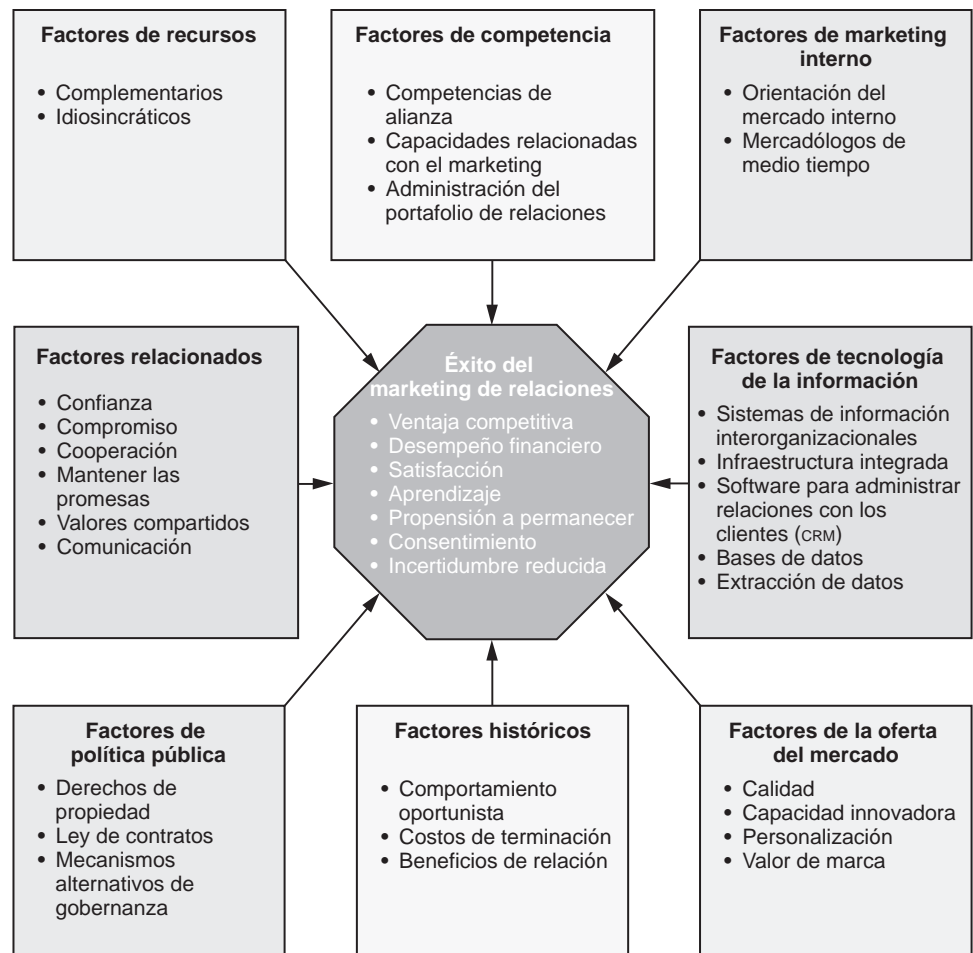 Factores de recursos
• Complementarios
• Idiosincráticos
Factores de competencia
• Competencias de
alianza
• Capacidades relacionadas
con el marketing
• Administración del
portafolio de relaciones
Factores de marketing
interno
• Orientación del
mercado interno
• Mercadólogos de
medio tiempo
Factores relacionados
• Confianza
• Compromiso
• Cooperación
• Mantener las
promesas
• Valores compartidos
• Comunicación
Éxito del
marketing de relaciones
• Ventaja competitiva
• Desempeño financiero
• Satisfacción
• Aprendizaje
• Propensión a permanecer
• Consentimiento
• Incertidumbre reducida
Factores de tecnología
de la información
• Sistemas de información
interorganizacionales
• Infraestructura integrada
• Software para administrar
relaciones con los
clientes (CRM)
• Bases de datos
• Extracción de datos
Factores de
política pública
• Derechos de
propiedad
• Ley de contratos
• Mecanismos
alternativos de
gobernanza
Factores históricos
• Comportamiento
oportunista
• Costos de terminación
• Beneficios de relación
Factores de la oferta
del mercado
• Calidad
• Capacidad innovadora
• Personalización
• Valor de marca